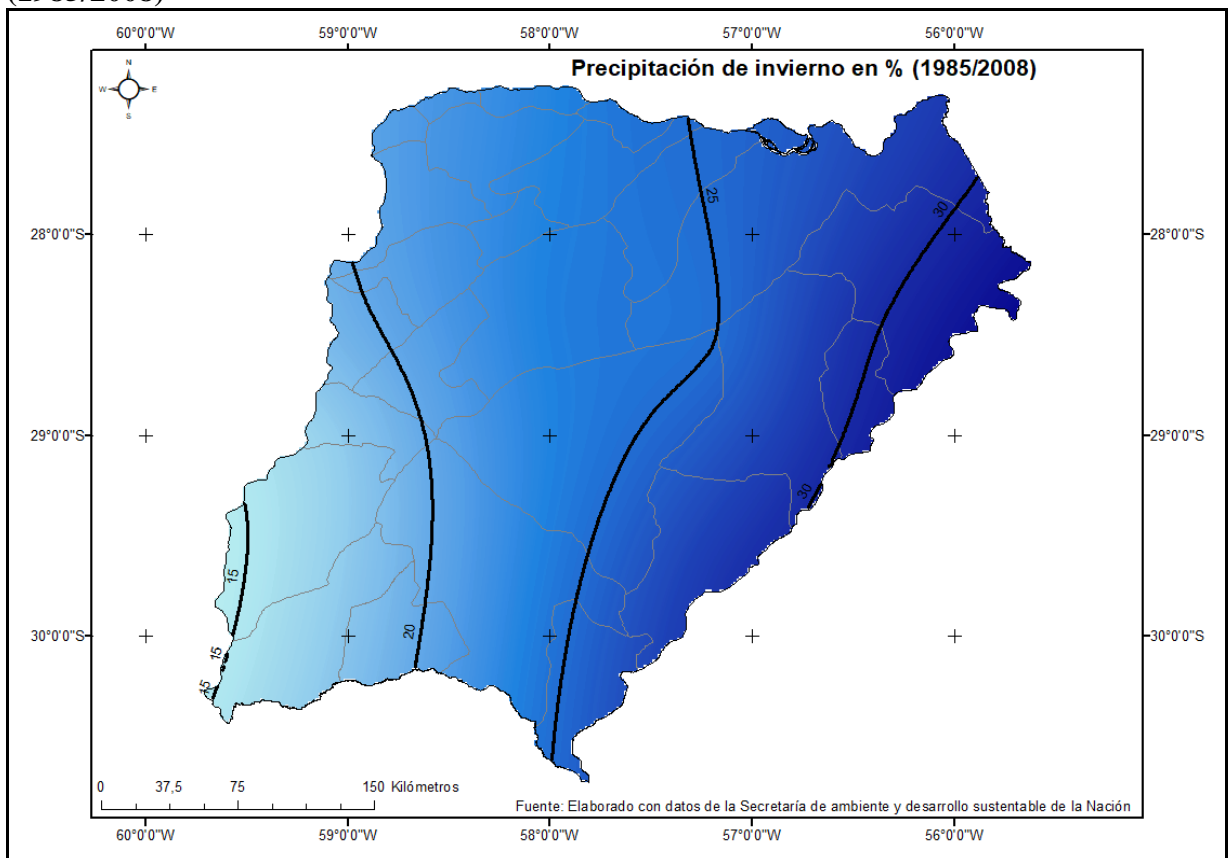 (1985/2008)
60°0'0"W 59°0'0"W 58°0'0"W 57°0'0"W 56°0'0"W
Precipitación de invierno en % (1985/2008)
N
W E
S
25
30
28°0'0"S 28°0'0"S
29°0'0"S 29°0'0"S
30
15
20
30°0'0"S 30°0'0"S
15
15
0 37,5 75 150 Kilómetros
Fuente: Elaborado con datos de la Secretaría de ambiente y desarrollo sustentable de la Nación
60°0'0"W 59°0'0"W 58°0'0"W 57°0'0"W 56°0'0"W